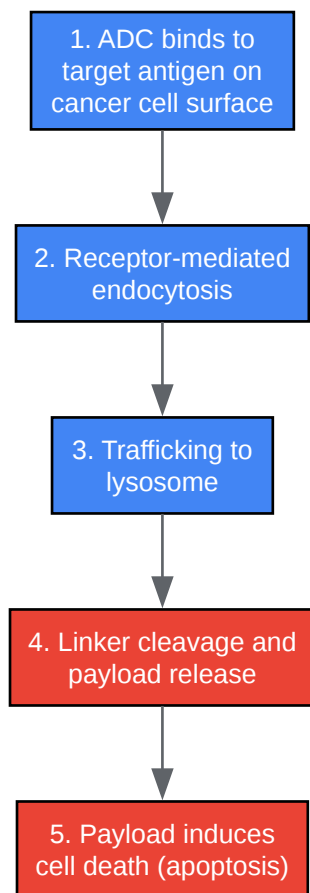 1. ADC binds to
target antigen on
cancer cell surface
2. Receptor-mediated
endocytosis
3. Trafficking to
lysosome
4. Linker cleavage and
payload release
5. Payload induces
cell death (apoptosis)